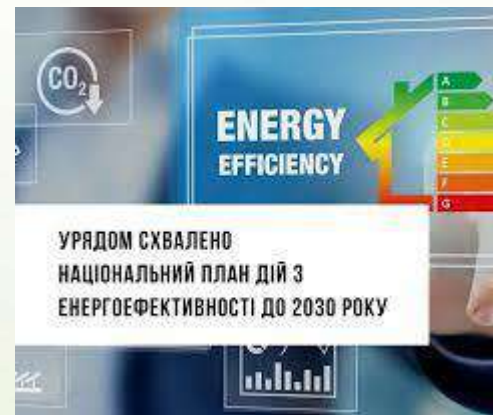 CO₂
ENERGY
EFFICIENCY
A
B
C
D
E
F
G
УРЯДОМ СХВАЛЕНО
НАЦІОНАЛЬНИЙ ПЛАН ДІЙ З
ЕНЕРГОЕФЕКТИВНОСТІ ДО 2030 РОКУ